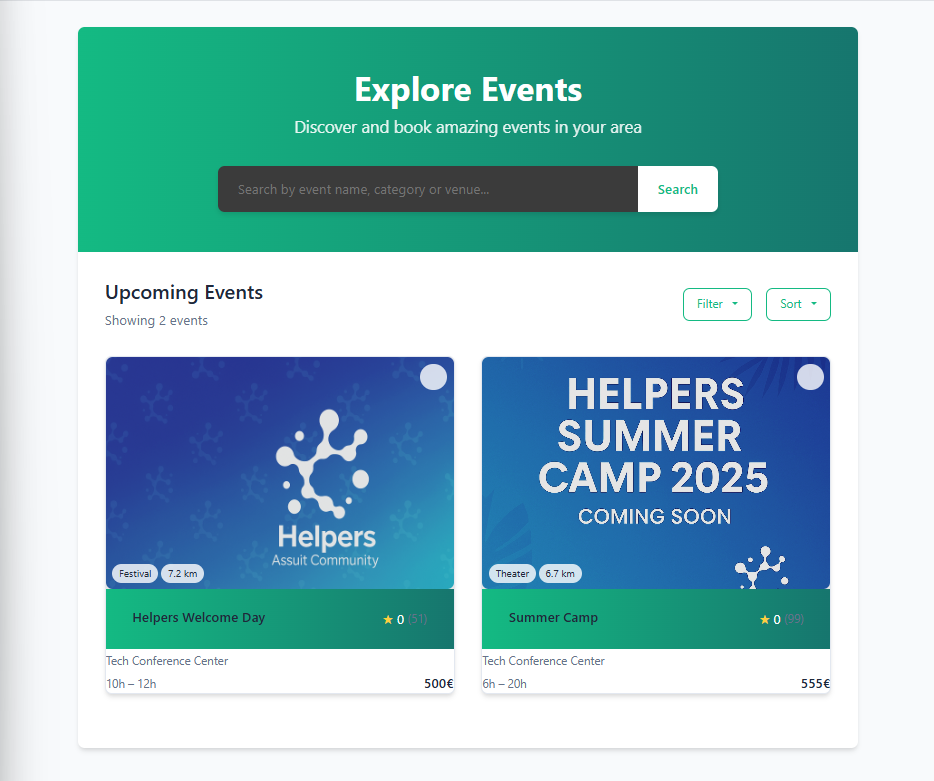 Explore Events
Discover and book amazing events in your area
Search by event name, category or venue...
Search
Upcoming Events
Showing 2 events
Filter
Sort
Helpers
Assuit Community
Festival
7.2 km
Helpers Welcome Day
★ 0 (51)
Tech Conference Center
10h – 12h
500€
HELPERS
SUMMER
CAMP 2025
COMING SOON
Theater
6.7 km
Summer Camp
★ 0 (99)
Tech Conference Center
6h – 20h
555€